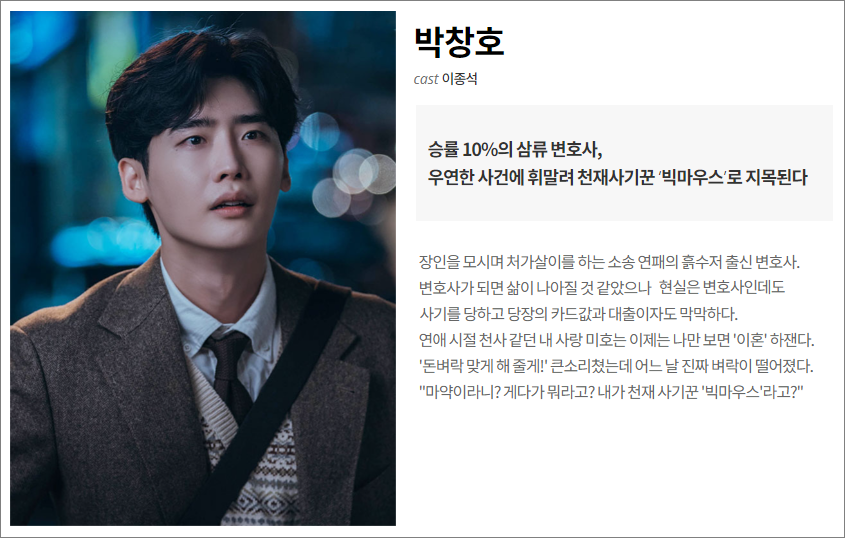 박창호
cast 이종석
승률 10%의 삼류 변호사,
우연한 사건에 휘말려 천재사기꾼 '빅마우스'로 지목된다
장인을 모시며 처가살이를 하는 소송 연패의 흙수저 출신 변호사.
변호사가 되면 삶이 나아질 것 같았으나 현실은 변호사인데도
사기를 당하고 당장의 카드값과 대출이자도 막막하다.
연애 시절 천사 같던 내 사랑 미호는 이제는 나만 보면 '이혼' 하잰다.
'돈벼락 맞게 해 줄게!' 큰소리쳤는데 어느 날 진짜 벼락이 떨어졌다.
"마약이라니? 게다가 뭐라고? 내가 천재 사기꾼 '빅마우스'라고?"